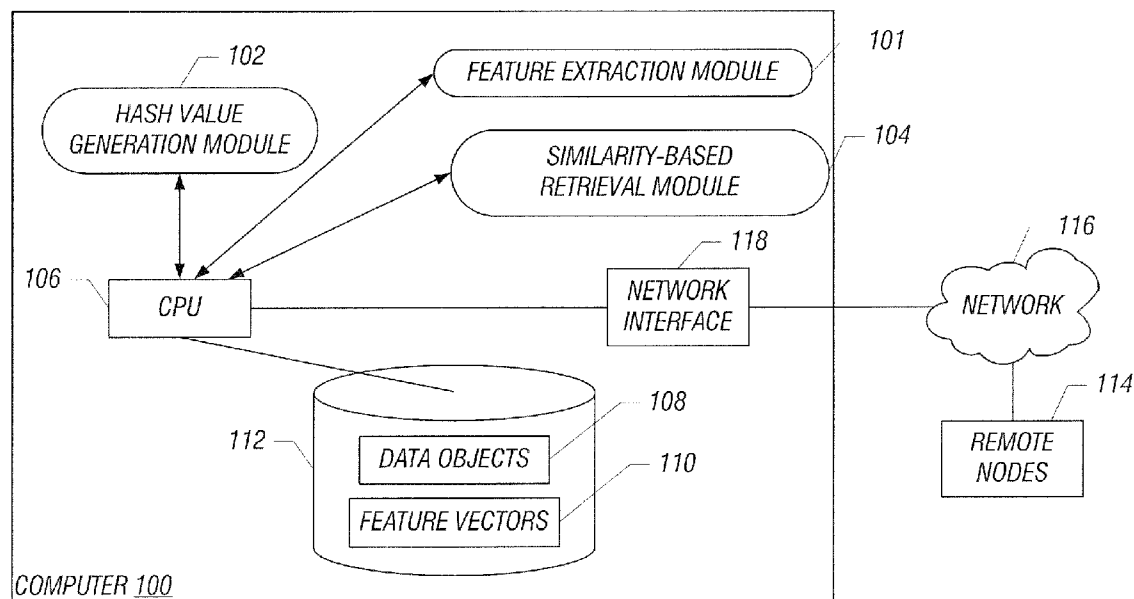 101
FEATURE EXTRACTION MODULE
102
HASH VALUE
GENERATION MODULE
104
SIMILARITY-BASED
RETRIEVAL MODULE
118
116
106
CPU
NETWORK
INTERFACE
NETWORK
114
REMOTE
NODES
112
108
DATA OBJECTS
110
FEATURE VECTORS
COMPUTER 100